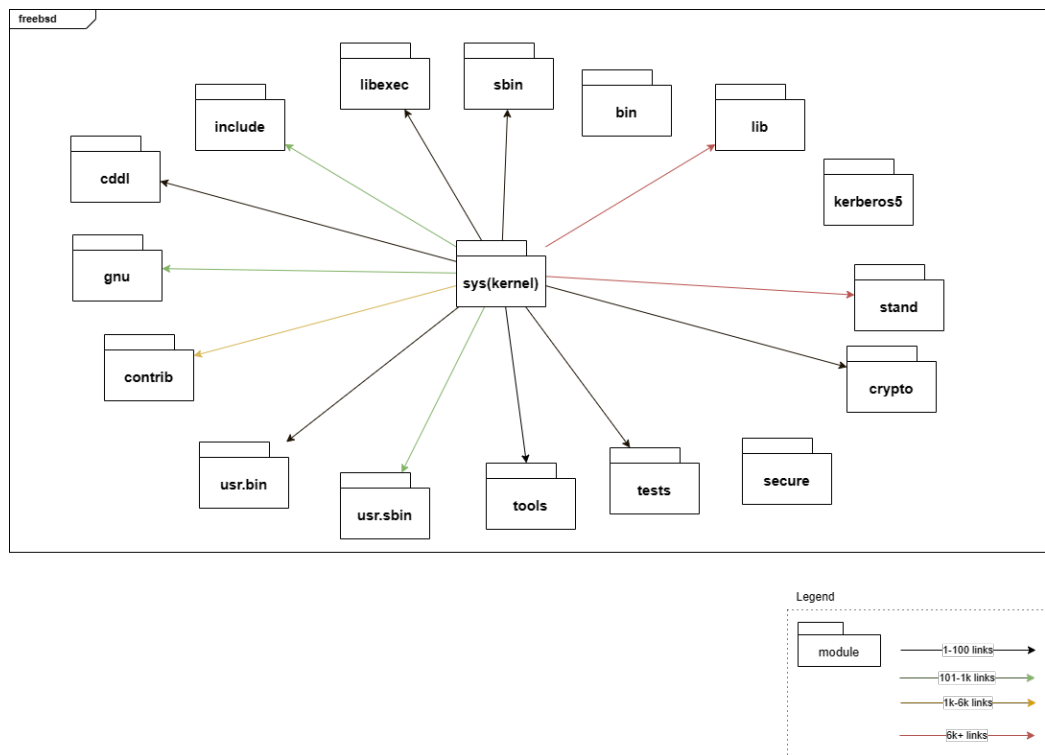 freebsd
libexec
sbin
bin
include
lib
cddl
kerberos5
gnu
sys(kernel)
stand
contrib
crypto
usr.bin
usr.sbin
tools
tests
secure
Legend
module
1-100 links
101-1k links
1k-6k links
6k+ links